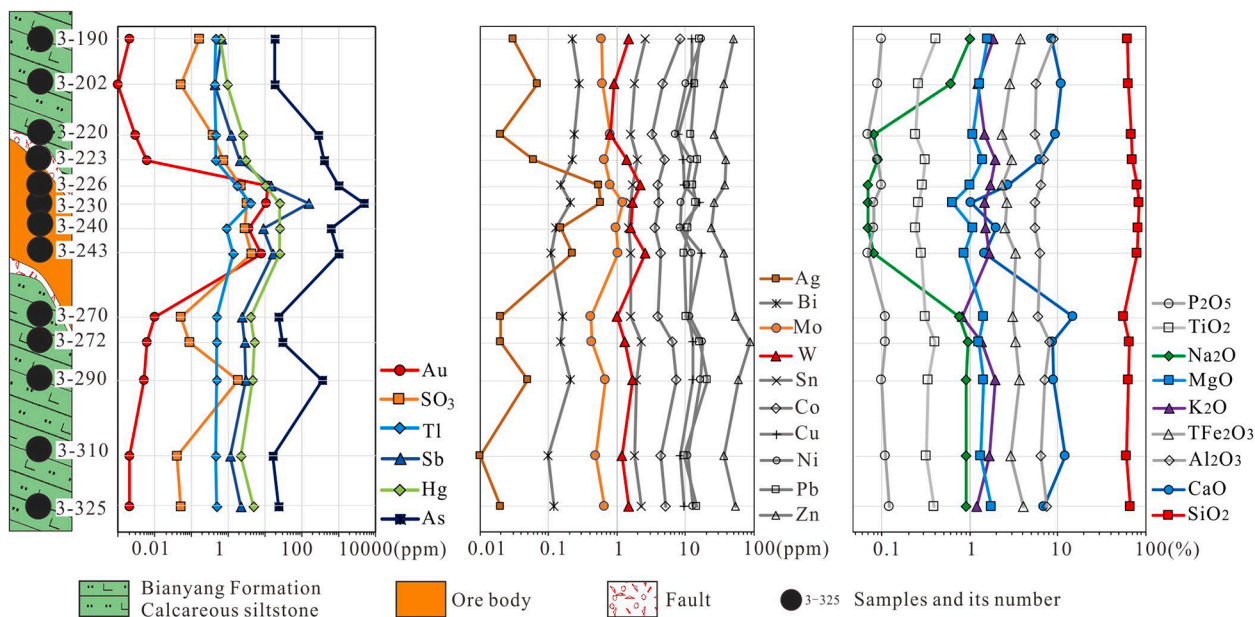 3-190
3-202
3-220
3-223
3-226
3-230
3-240
3-243
3-270
3-272
3-290
3-310
3-325
Au
SO3
Tl
Sb
Hg
As
0.01 1 100 10000(ppm)
Ag
Bi
Mo
W
Sn
Co
Cu
Ni
Pb
Zn
0.01 0.1 1 10 100(ppm)
P2O5
TiO2
Na2O
MgO
K2O
TFe2O3
Al2O3
CaO
SiO2
0.1 1 10 100(%)
Bianyang Formation
Calcareous siltstone
Ore body
Fault
3-325 Samples and its number